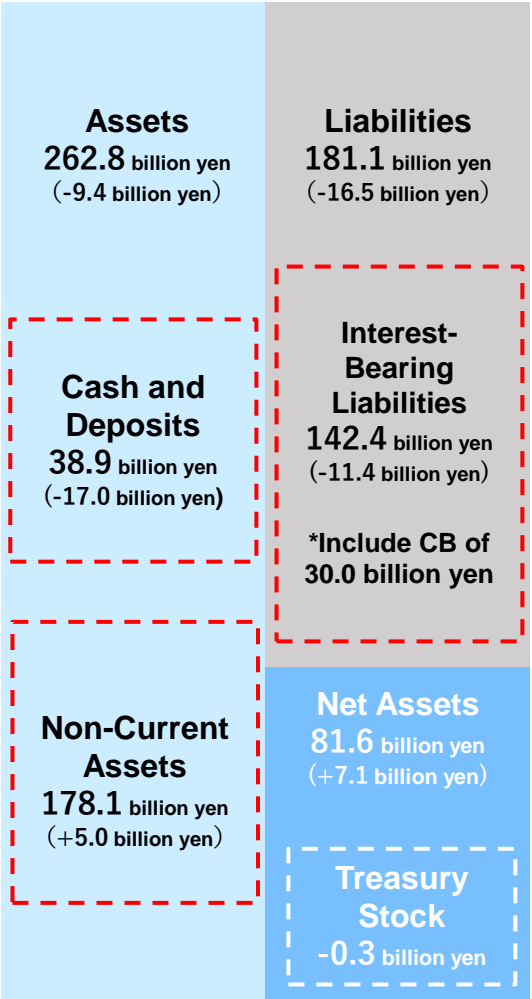 Assets
262.8 billion yen
(-9.4 billion yen)
Cash and
Deposits
38.9 billion yen
(-17.0 billion yen)
Non-Current
Assets
178.1 billion yen
(+5.0 billion yen)
Liabilities
181.1 billion yen
(-16.5 billion yen)
Interest-
Bearing
Liabilities
142.4 billion yen
(-11.4 billion yen)
*Include CB of
30.0 billion yen
Net Assets
81.6 billion yen
(+7.1 billion yen)
Treasury
Stock
-0.3 billion yen